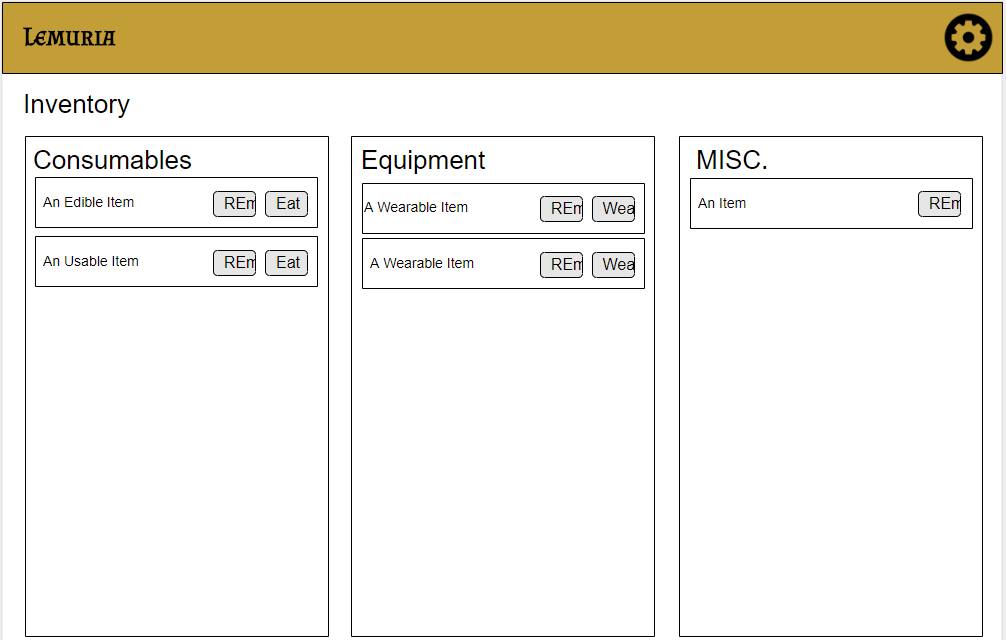 Lemuria
Inventory
Consumables
An Edible Item REm Eat
An Usable Item REm Eat
Equipment
A Wearable Item REm Wea
A Wearable Item REm Wea
MISC.
An Item REm